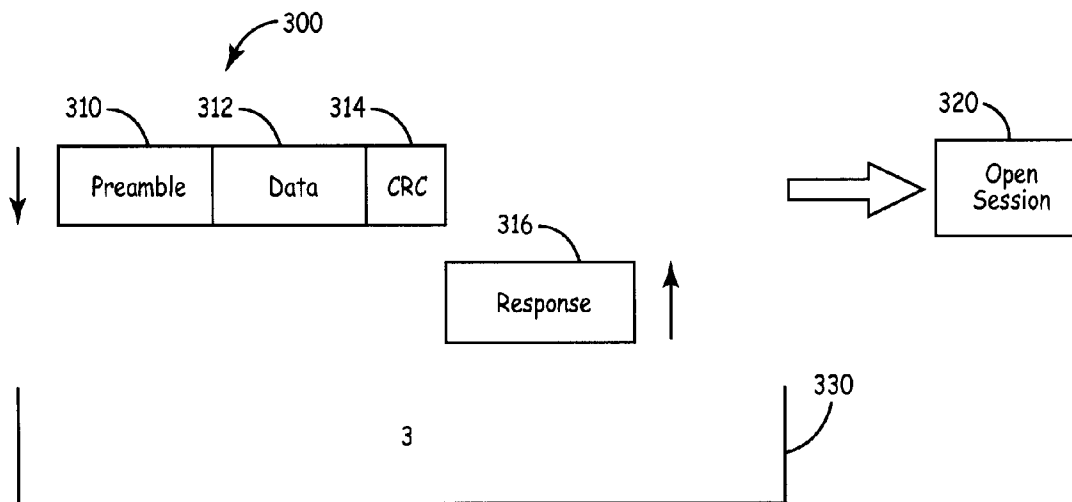 300
310
312
314
320
Preamble
Data
CRC
Open
Session
316
Response
330
3